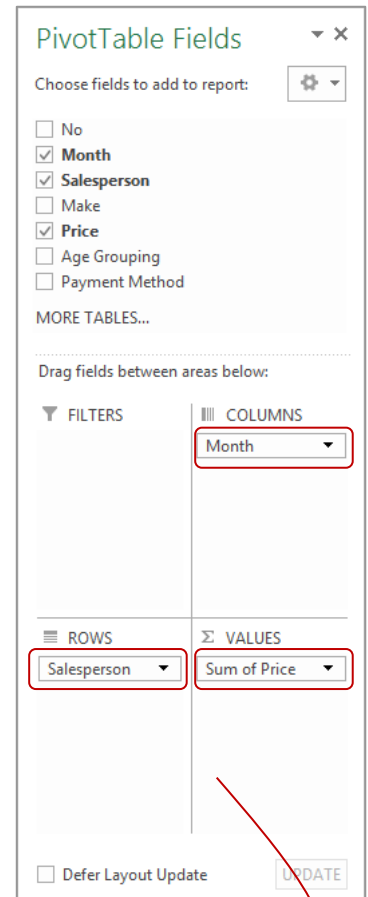 PivotTable Fields
Choose fields to add to report:
No
Month
Salesperson
Make
Price
Age Grouping
Payment Method
MORE TABLES...
Drag fields between areas below:
FILTERS
COLUMNS
Month
ROWS
Σ VALUES
Salesperson
Sum of Price
Defer Layout Update
UPDATE